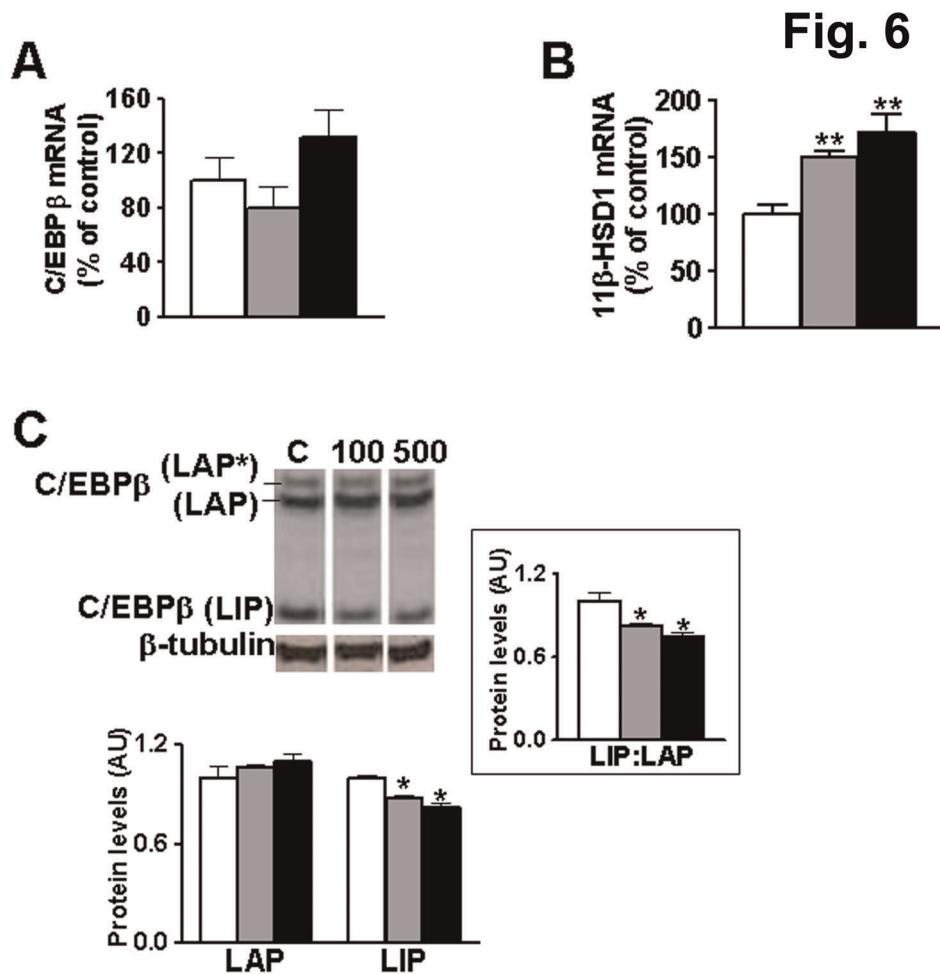 Fig. 6
A
C/EBPβ mRNA
(% of control)
160
120
80
40
0
B
11β-HSD1 mRNA
(% of control)
200
150
100
50
0
**
**
C
C 100 500
C/EBPβ (LAP*)
(LAP)
C/EBPβ (LIP)
β-tubulin
Protein levels (AU)
1.2
0.6
0.0
*
*
LIP:LAP
Protein levels (AU)
1.2
0.6
0.0
*
*
LAP LIP